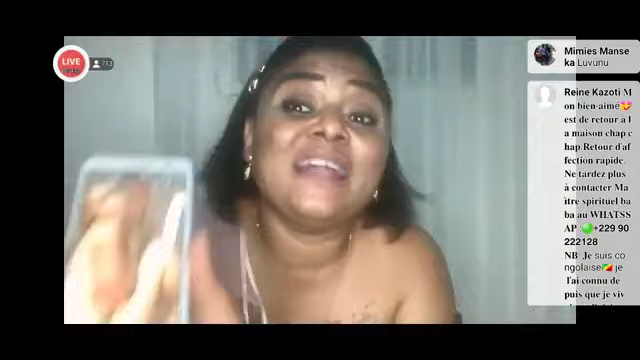 LIVE
713
Mimies Manse
ka Luvunu
Reine Kazoti M
on bien-aimé💝
est de retour à l
a maison chap c
hap.Retour d'af
fection rapide.
Ne tardez plus
à contacter Ma
itre spirituel ba
ba au WHATSS
AP :🟢+229 90
222128
NB: Je suis co
ngolaise🇨🇬 je
l'ai connu de
puis que je viv